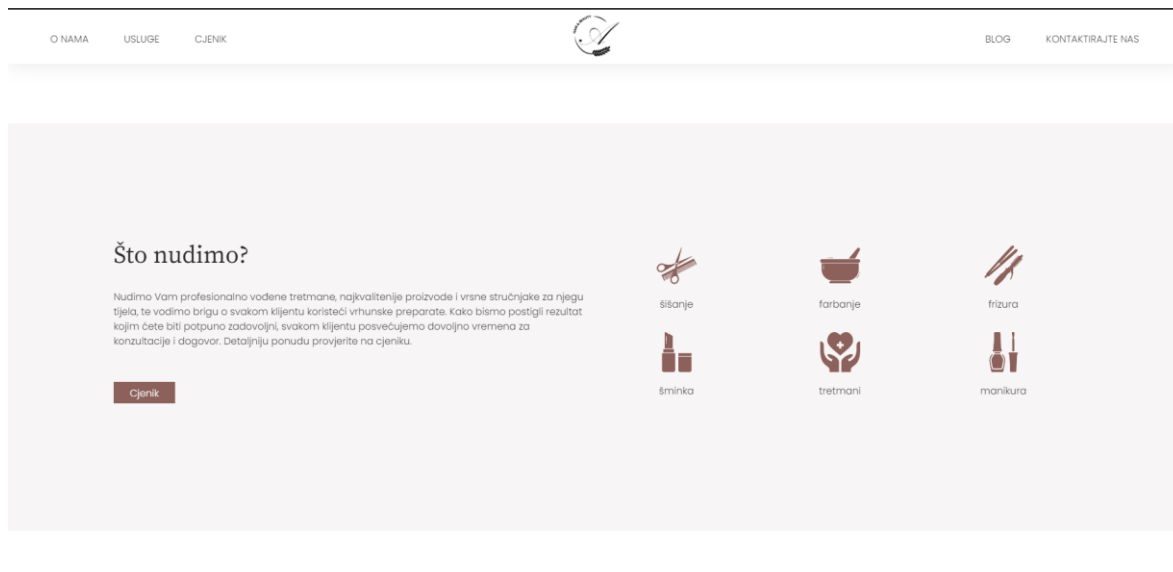 O NAMA
USLUGE
CJENIK
BLOG
KONTAKTIRAJTE NAS
Što nudimo?
Nudimo Vam profesionalno vođene tretmane, najkvalitenije proizvode i vrsne stručnjake za njegu
tijela, te vodimo brigu o svakom klijentu koristeći vrhunske preparate. Kako bismo postigli rezultat
kojim ćete biti potpuno zadovoljni, svakom klijentu posvećujemo dovoljno vremena za
konzultacije i dogovor. Detaljniju ponudu provjerite na cjeniku.
Cjenik
šišanje
farbanje
frizura
šminka
tretmani
manikura